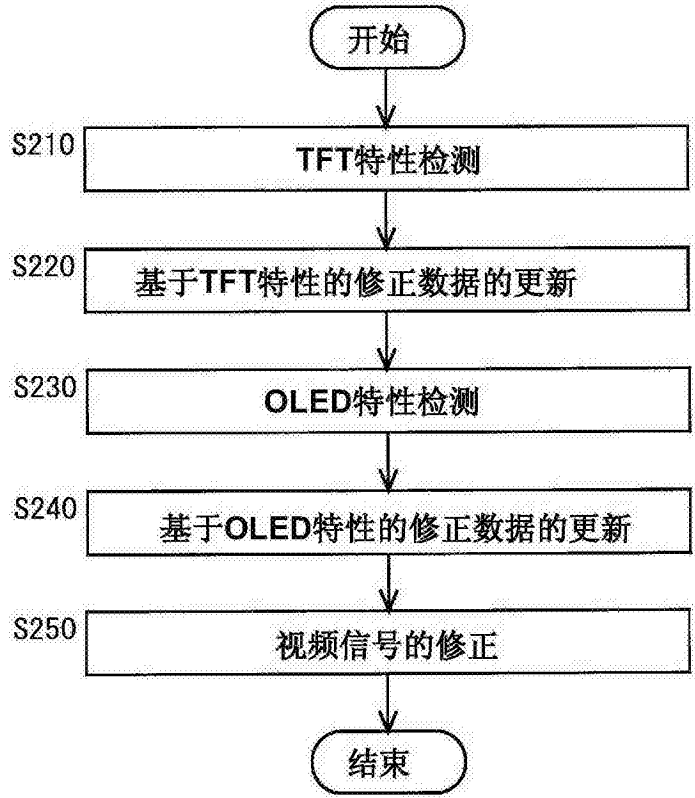 开始
S210
TFT特性检测
S220
基于TFT特性的修正数据的更新
S230
OLED特性检测
S240
基于OLED特性的修正数据的更新
S250
视频信号的修正
结束